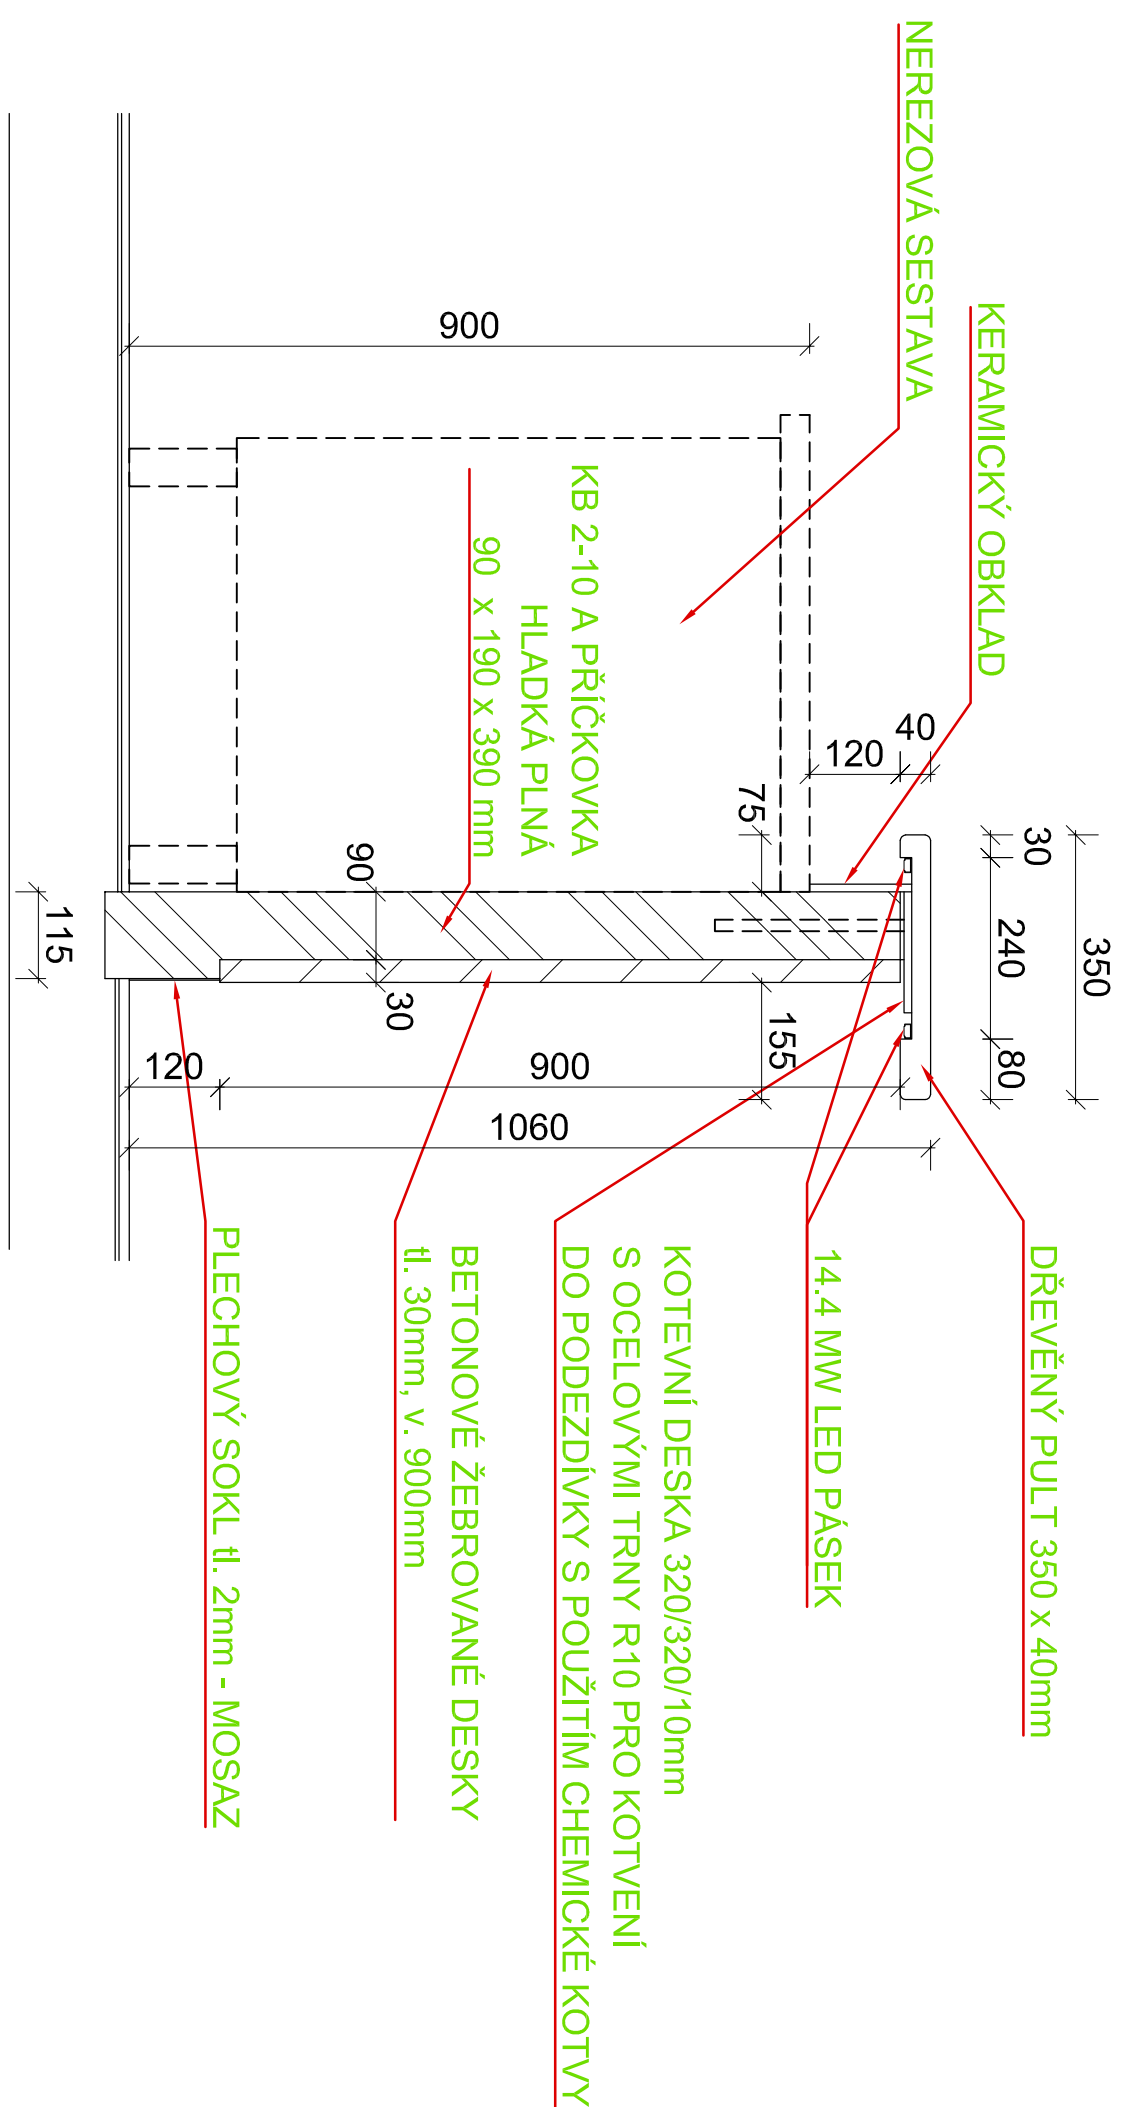 NEREZOVÁ SESTAVA
KERAMICKÝ OBKLAD
KB 2-10 A PŘÍČKOVKA
HLADKÁ PLNÁ
90 x 190 x 390 mm
DŘEVĚNÝ PULT 350 x 40mm
14.4 MW LED PÁSEK
KOTEVNÍ DESKA 320/320/10mm
S OCELOVÝMI TRNY R10 PRO KOTVENÍ
DO PODEZDÍVKY S POUŽITÍM CHEMICKÉ KOTVY
BETONOVÉ ŽEBROVANÉ DESKY
tl. 30mm, v. 900mm
PLECHOVÝ SOKL tl. 2mm - MOSAZ
350
30
240
80
40
120
75
155
900
90
30
120
900
1060
115